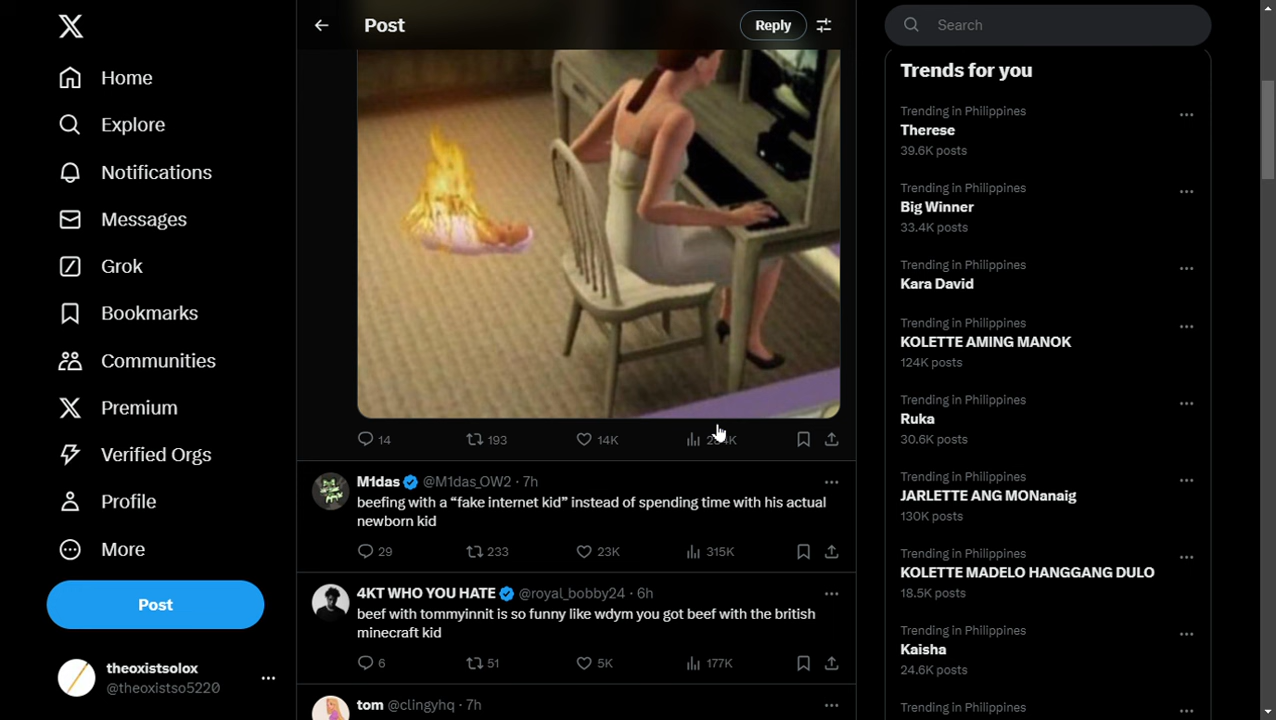 Home
Explore
Notifications
Messages
Grok
Bookmarks
Communities
Premium
Verified Orgs
Profile
More
Post
theoxistsolox
@theoxistso5220
Post
Reply
14
193
14K
M1das @M1das_OW2 · 7h
beefing with a “fake internet kid” instead of spending time with his actual
newborn kid
29
233
23K
315K
4KT WHO YOU HATE @royal_bobby24 · 6h
beef with tommyinnit is so funny like wdym you got beef with the british
minecraft kid
6
51
5K
177K
tom @clingyhq · 7h
Search
Trends for you
Trending in Philippines
Therese
39.6K posts
Trending in Philippines
Big Winner
33.4K posts
Trending in Philippines
Kara David
Trending in Philippines
KOLETTE AMING MANOK
124K posts
Trending in Philippines
Ruka
30.6K posts
Trending in Philippines
JARLETTE ANG MONanaig
130K posts
Trending in Philippines
KOLETTE MADELO HANGGANG DULO
18.5K posts
Trending in Philippines
Kaisha
24.6K posts
Trending in Philippines